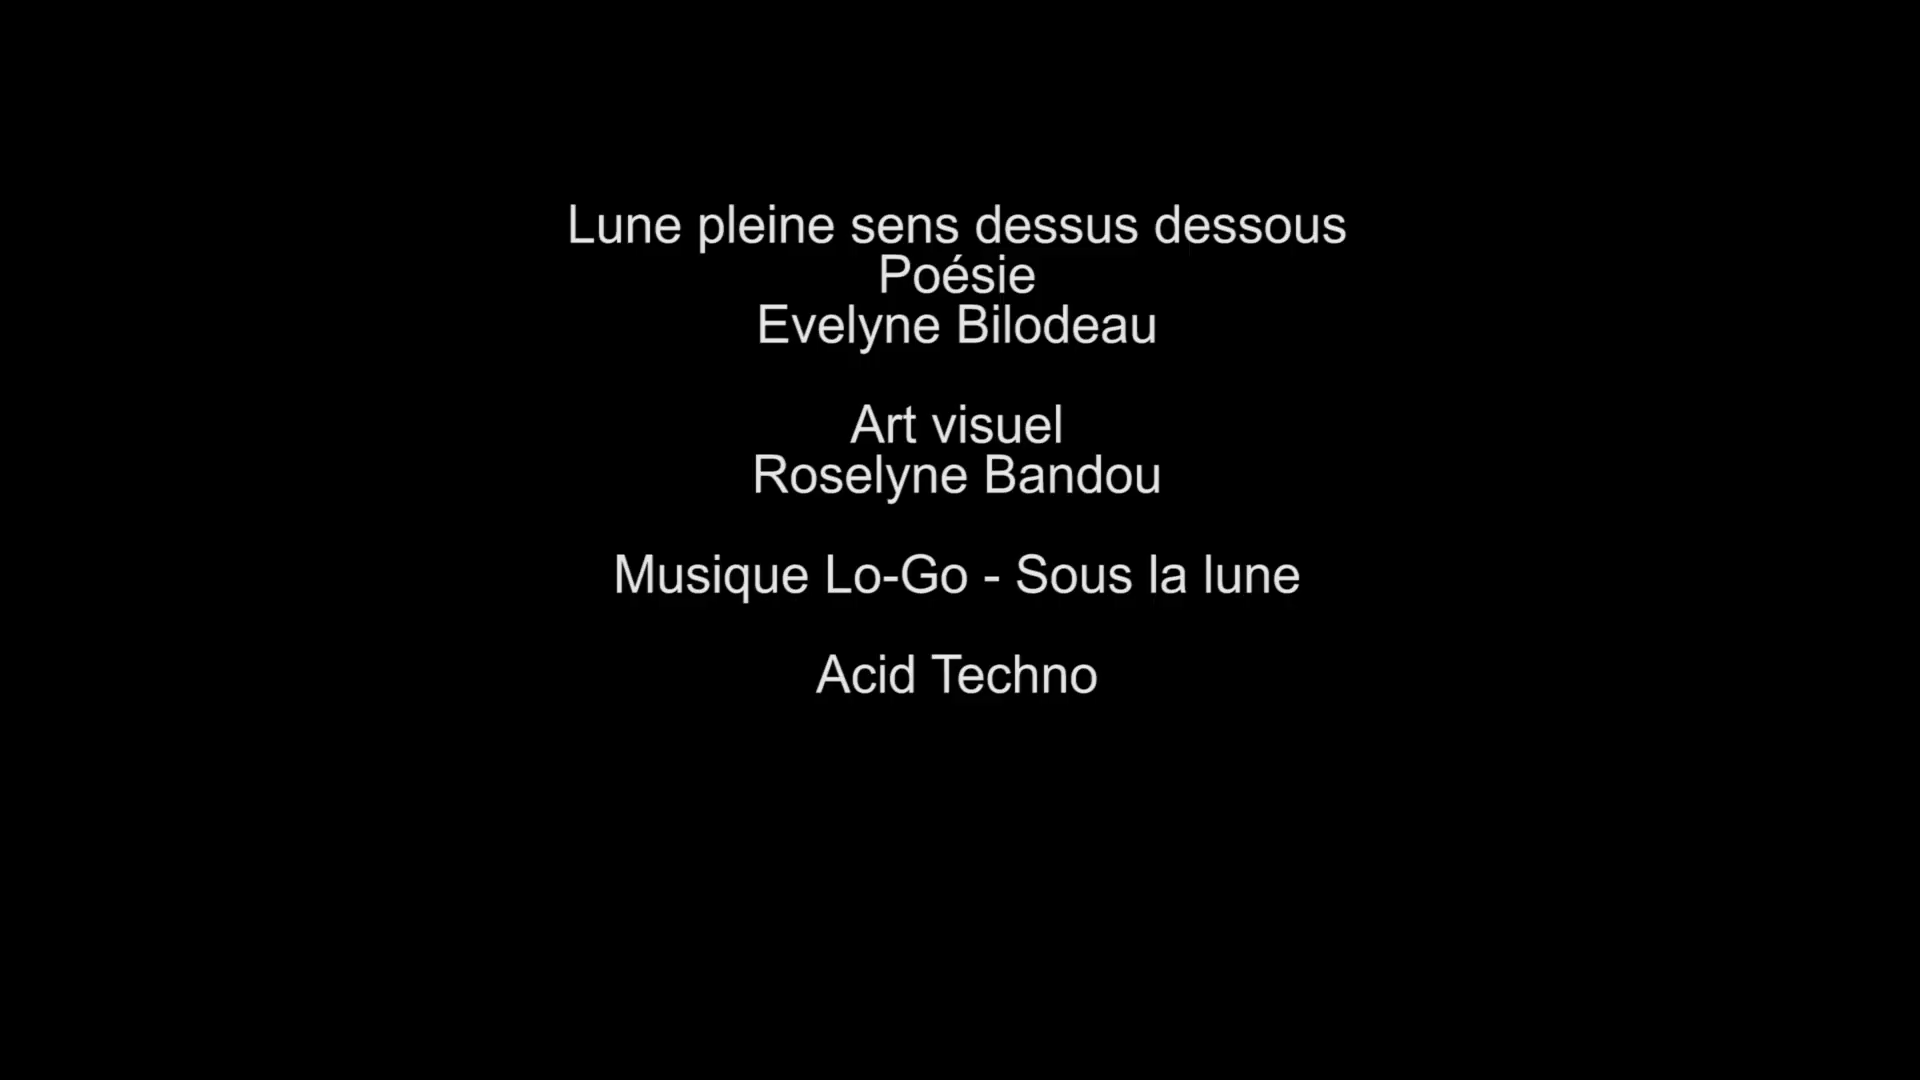 Lune pleine sens dessus dessous
Poésie
Evelyne Bilodeau
Art visuel
Roselyne Bandou
Musique Lo-Go - Sous la lune
Acid Techno